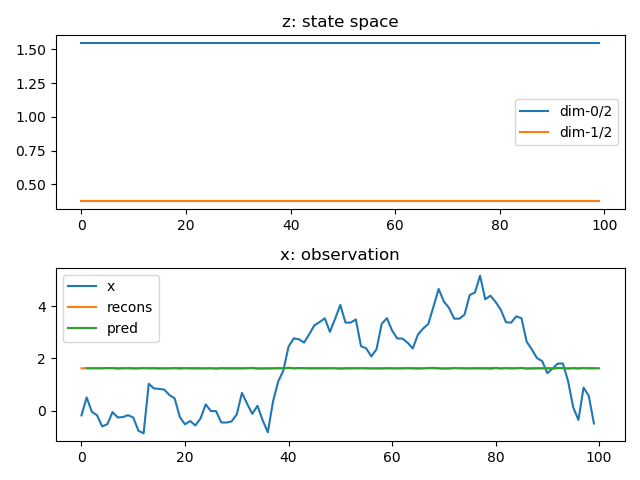 z: state space
1.50
1.25
1.00
0.75
0.50
dim-0/2
dim-1/2
0 20 40 60 80 100
x: observation
4
2
0
x
recons
pred
0 20 40 60 80 100